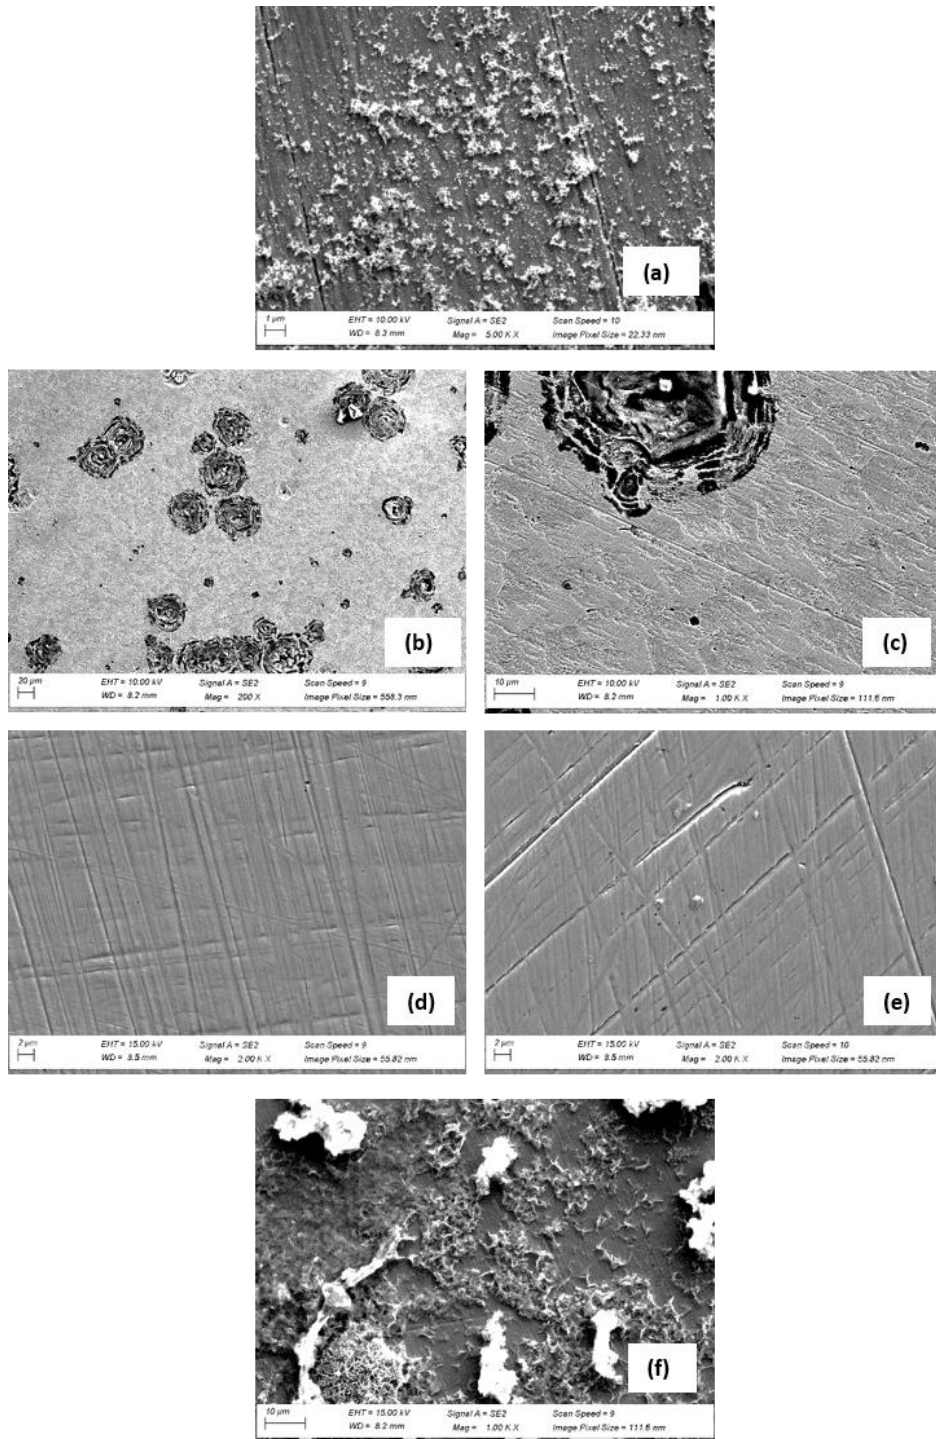 (a)
1 µm EHT = 10.00 kV Signal A = SE2 Scan Speed = 10
WD = 8.3 mm Mag = 5.00 K X Image Pixel Size = 22.33 nm
(b)
20 µm EHT = 10.00 kV Signal A = SE2 Scan Speed = 9
WD = 8.2 mm Mag = 200 X Image Pixel Size = 558.3 nm
(c)
10 µm EHT = 10.00 kV Signal A = SE2 Scan Speed = 9
WD = 8.2 mm Mag = 1.00 K X Image Pixel Size = 111.6 nm
(d)
2 µm EHT = 15.00 kV Signal A = SE2 Scan Speed = 9
WD = 8.5 mm Mag = 2.00 K X Image Pixel Size = 55.82 nm
(e)
2 µm EHT = 15.00 kV Signal A = SE2 Scan Speed = 10
WD = 8.5 mm Mag = 2.00 K X Image Pixel Size = 55.82 nm
(f)
10 µm EHT = 15.00 kV Signal A = SE2 Scan Speed = 9
WD = 8.2 mm Mag = 1.00 K X Image Pixel Size = 111.6 nm